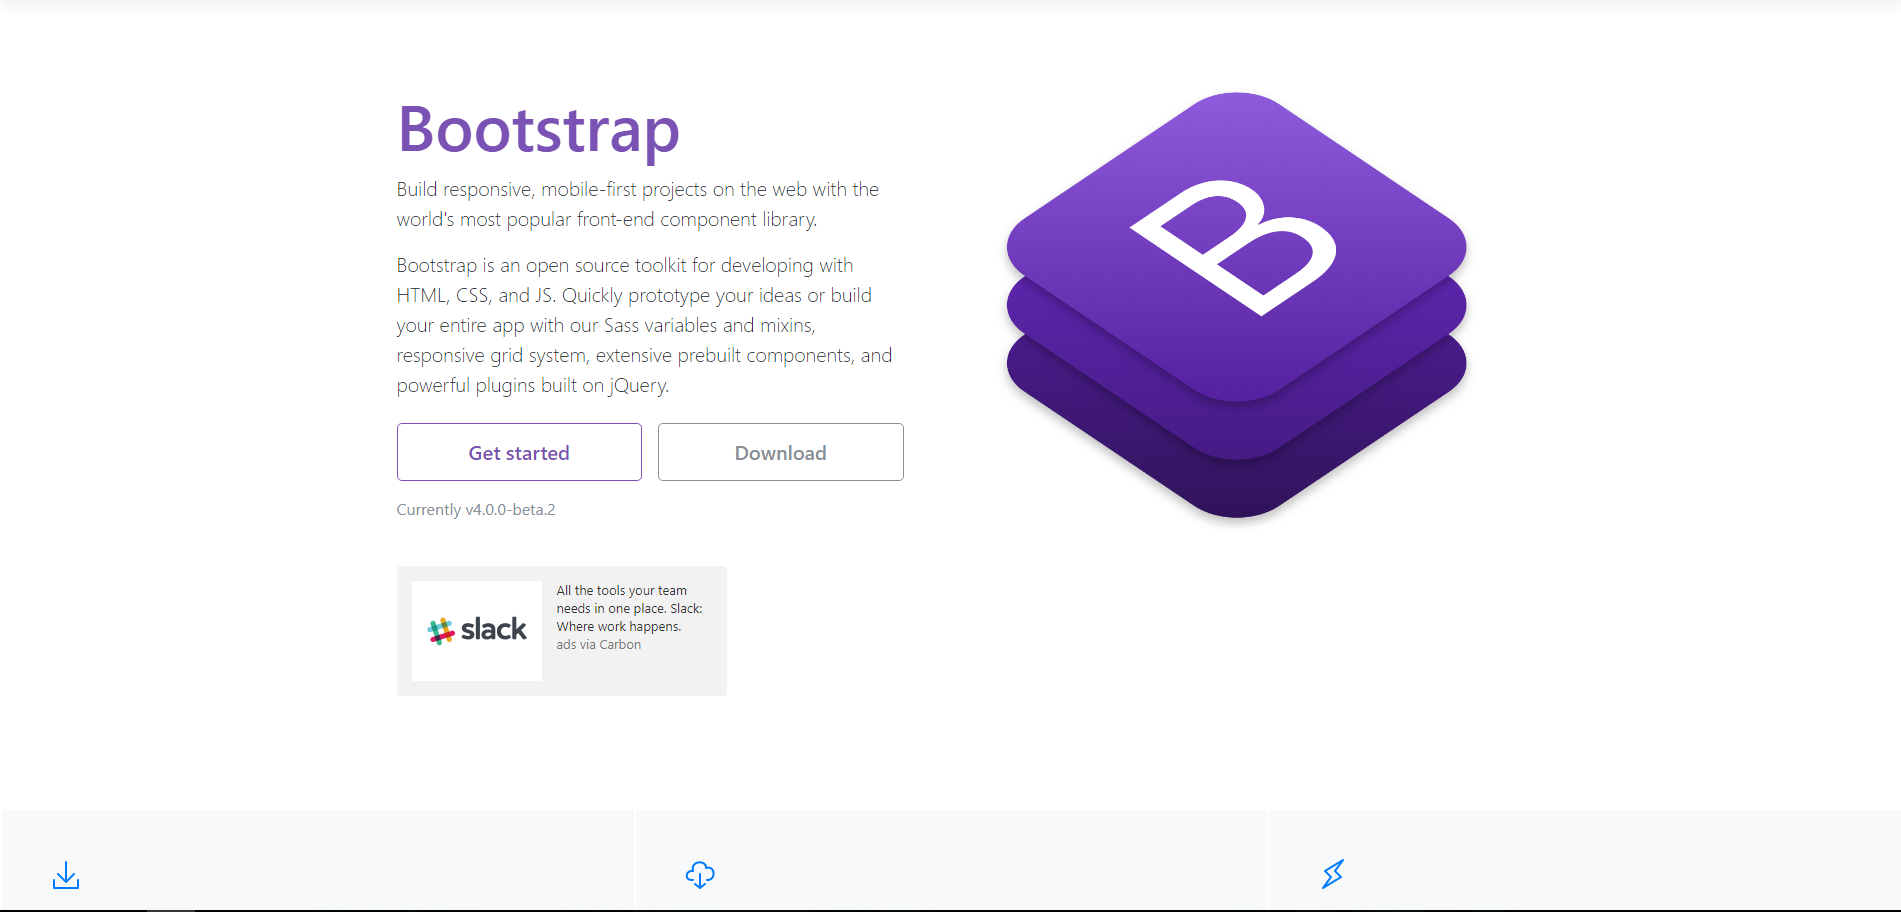 Bootstrap
Build responsive, mobile-first projects on the web with the
world's most popular front-end component library.
Bootstrap is an open source toolkit for developing with
HTML, CSS, and JS. Quickly prototype your ideas or build
your entire app with our Sass variables and mixins,
responsive grid system, extensive prebuilt components, and
powerful plugins built on jQuery.
Get started
Download
Currently v4.0.0-beta.2
B
slack
All the tools your team
needs in one place. Slack:
Where work happens.
ads via Carbon